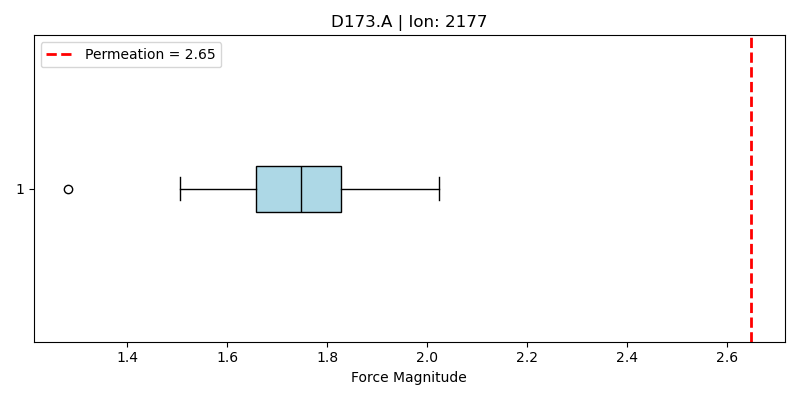 D173.A | Ion: 2177
Permeation = 2.65
1
1.4 1.6 1.8 2.0 2.2 2.4 2.6
Force Magnitude